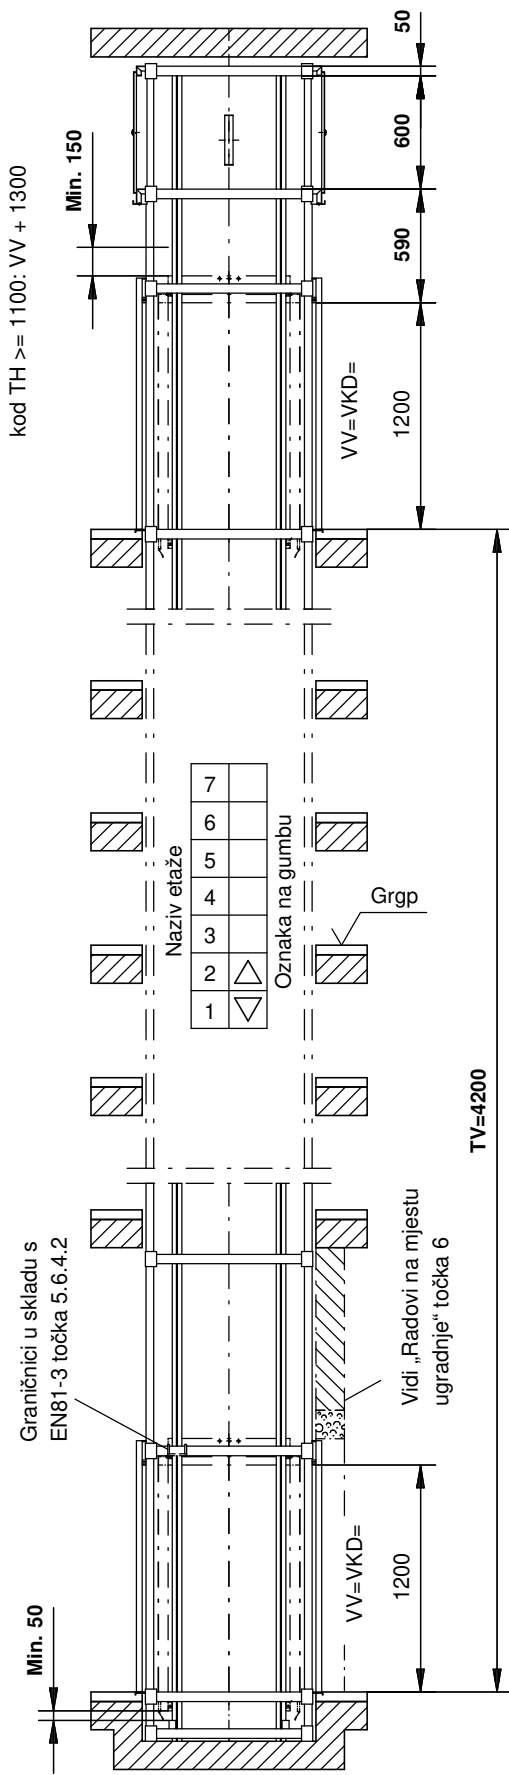 50
600
590
1200
VV=VKD=
Min. 150
kod TH >= 1100: VV + 1300
Naziv etaže
7
6
5
4
3
2
1
Oznaka na gumbu
Grgp
TV=4200
Graničnici u skladu s
EN81-3 točka 5.6.4.2
Vidi „Radovi na mjestu
ugradnje“ točka 6
VV=VKD=
1200
Min. 50